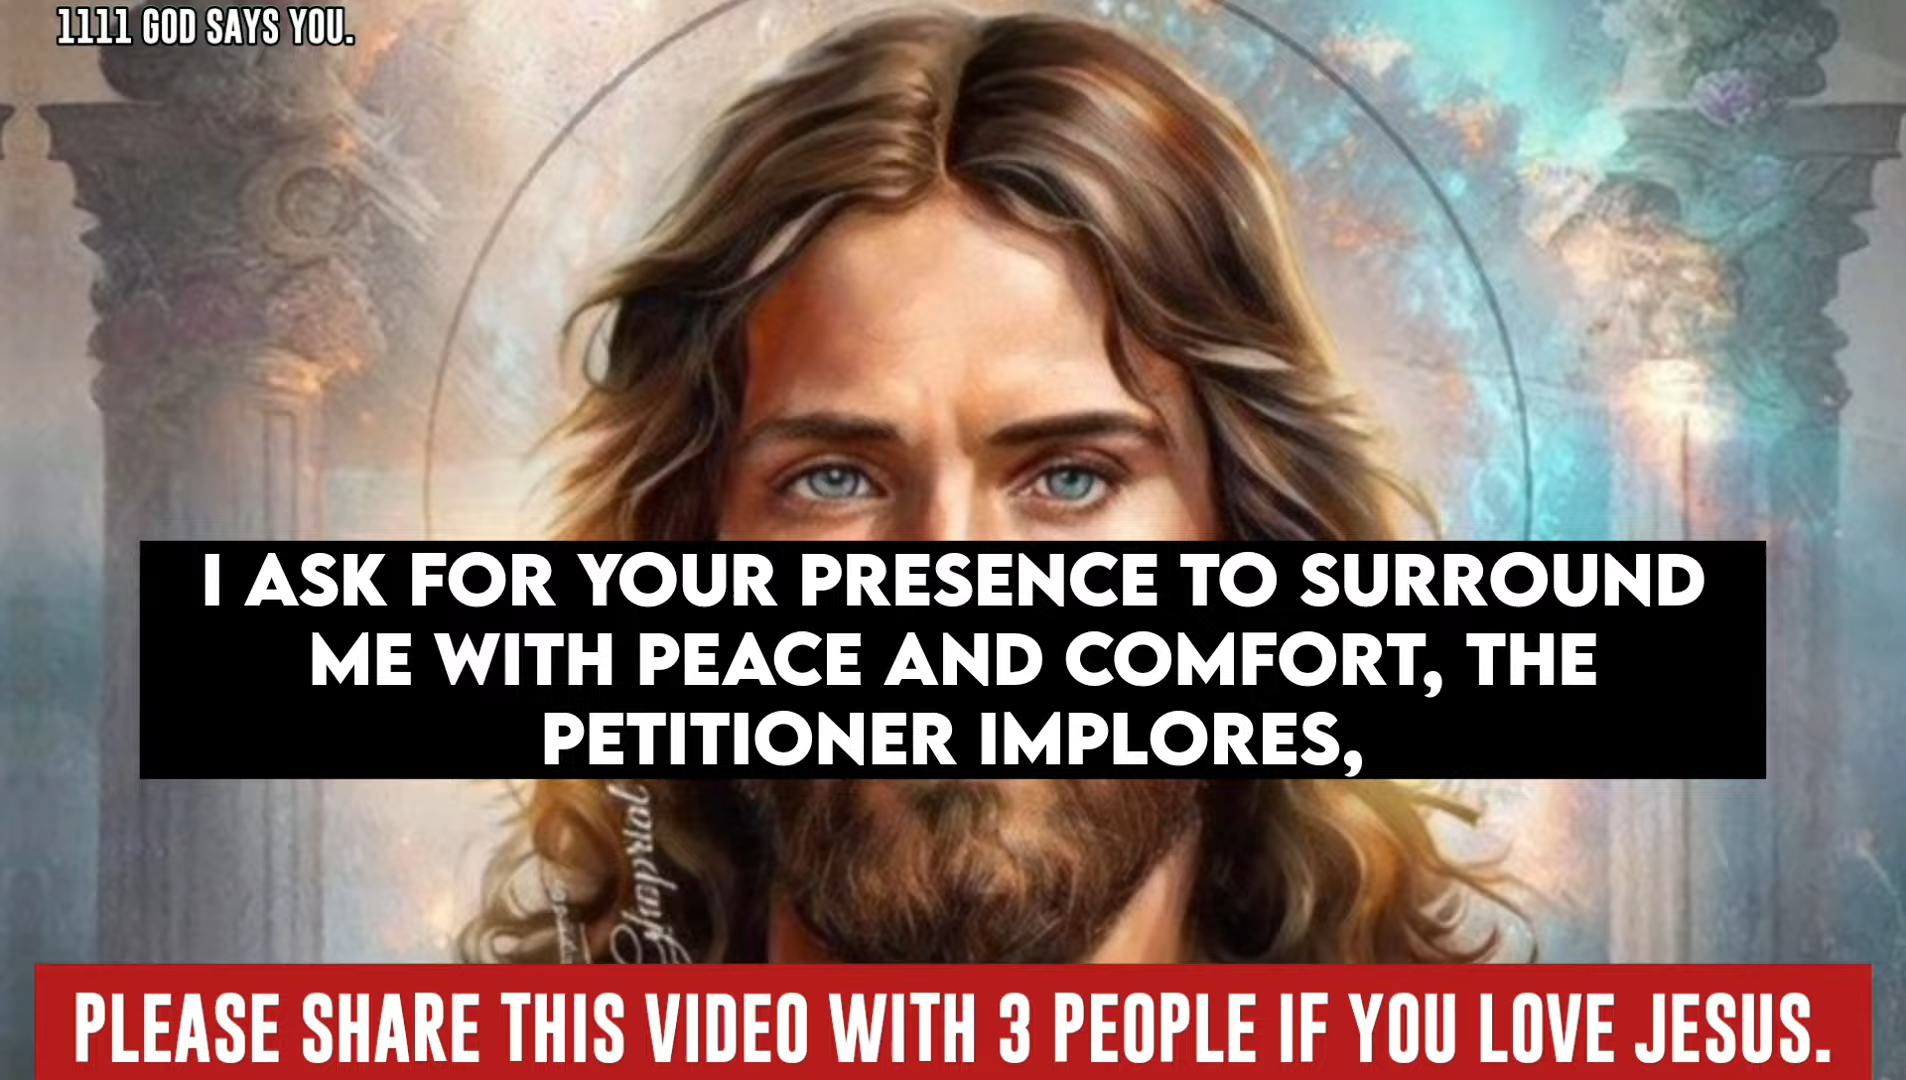 1111 GOD SAYS YOU.
I ASK FOR YOUR PRESENCE TO SURROUND
ME WITH PEACE AND COMFORT, THE
PETITIONER IMPLORES,
PLEASE SHARE THIS VIDEO WITH 3 PEOPLE IF YOU LOVE JESUS.